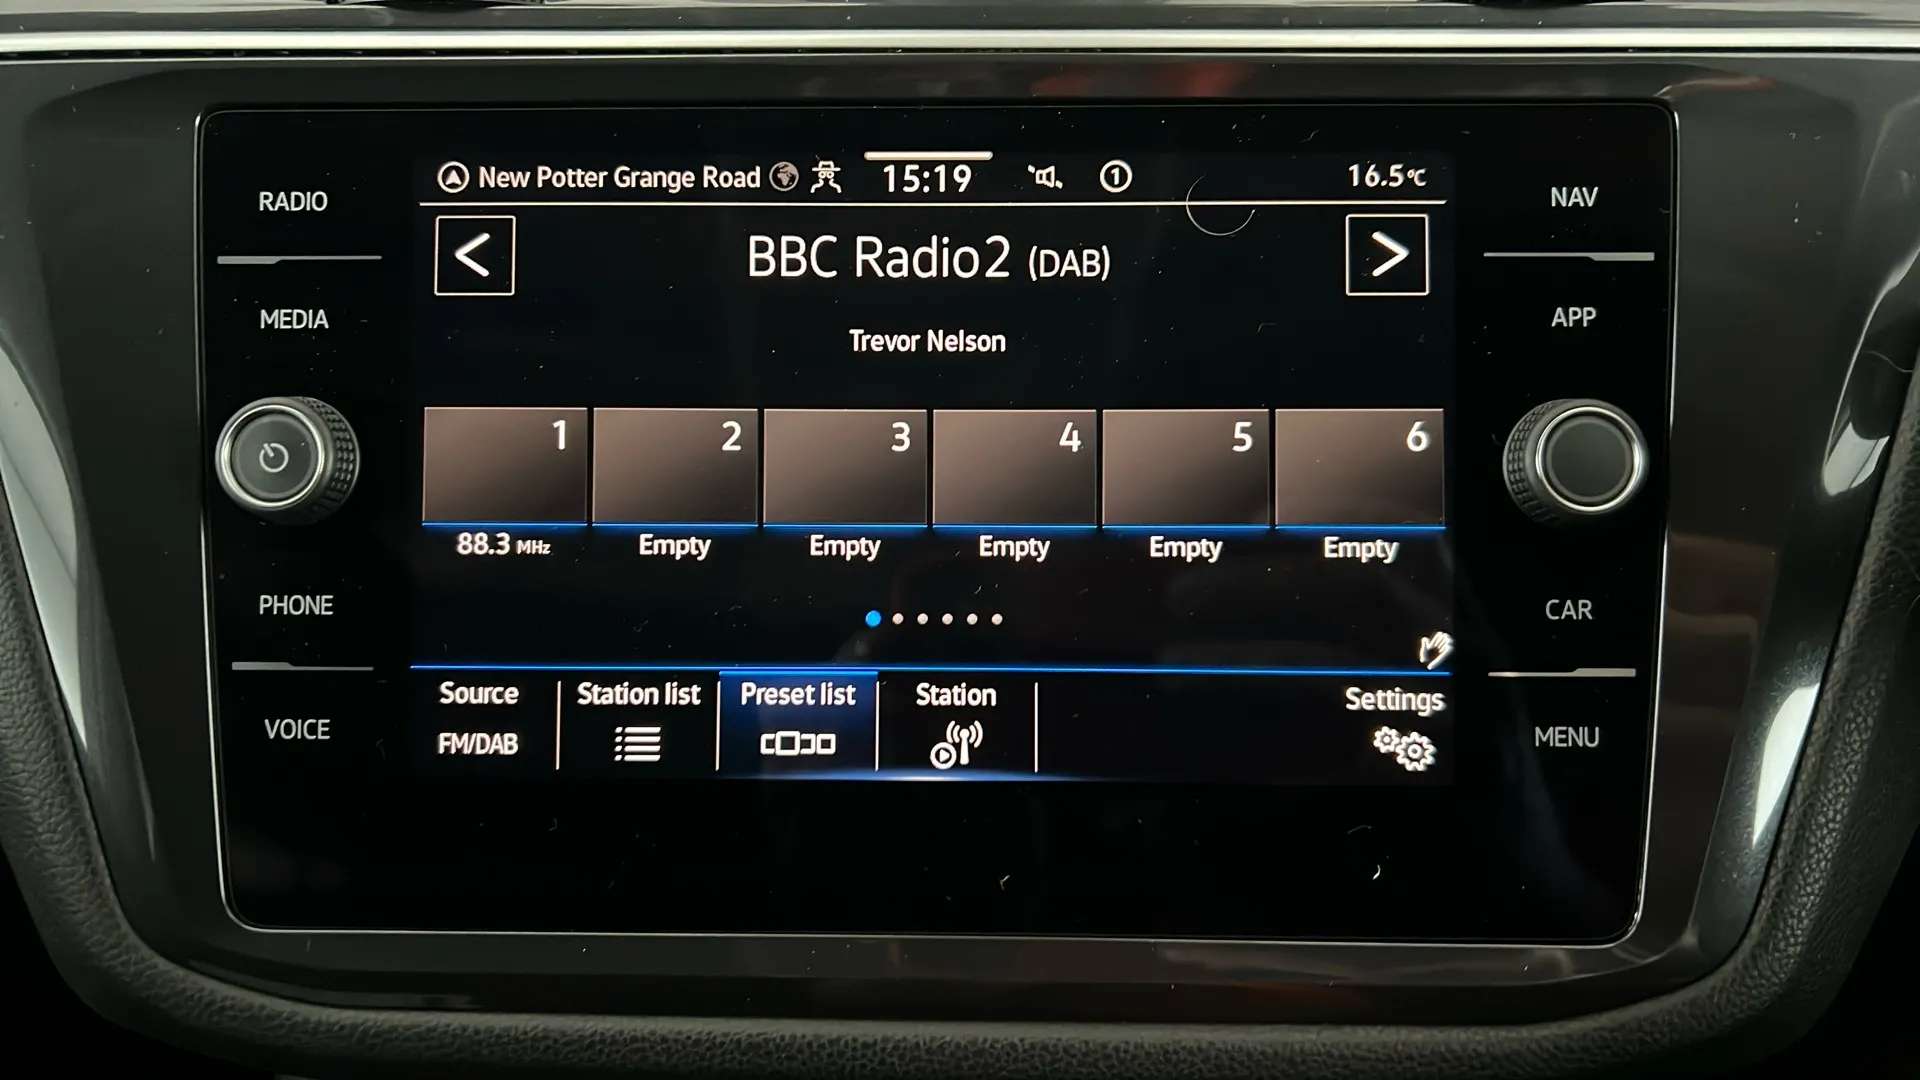 RADIO
MEDIA
PHONE
VOICE
New Potter Grange Road 15:19 1 16.5°C
< BBC Radio2 (DAB) >
Trevor Nelson
1 2 3 4 5 6
88.3 MHz Empty Empty Empty Empty Empty
Source Station list Preset list Station Settings
FM/DAB
NAV
APP
CAR
MENU